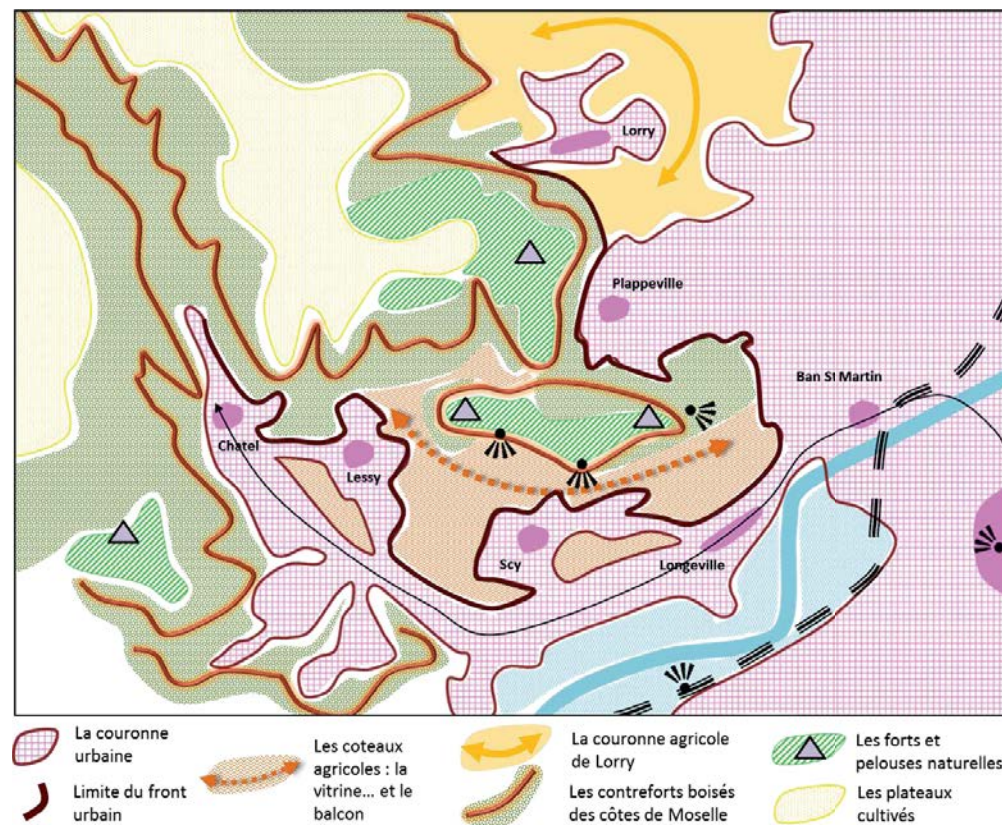 Lorry
Plappeville
Ban St Martin
Chatel
Lessy
Scy
Longeville
La couronne
urbaine
Limite du front
urbain
Les coteaux
agricoles : la
vitrine... et le
balcon
La couronne agricole
de Lorry
Les contreforts boisés
des côtes de Moselle
Les forts et
pelouses naturelles
Les plateaux
cultivés